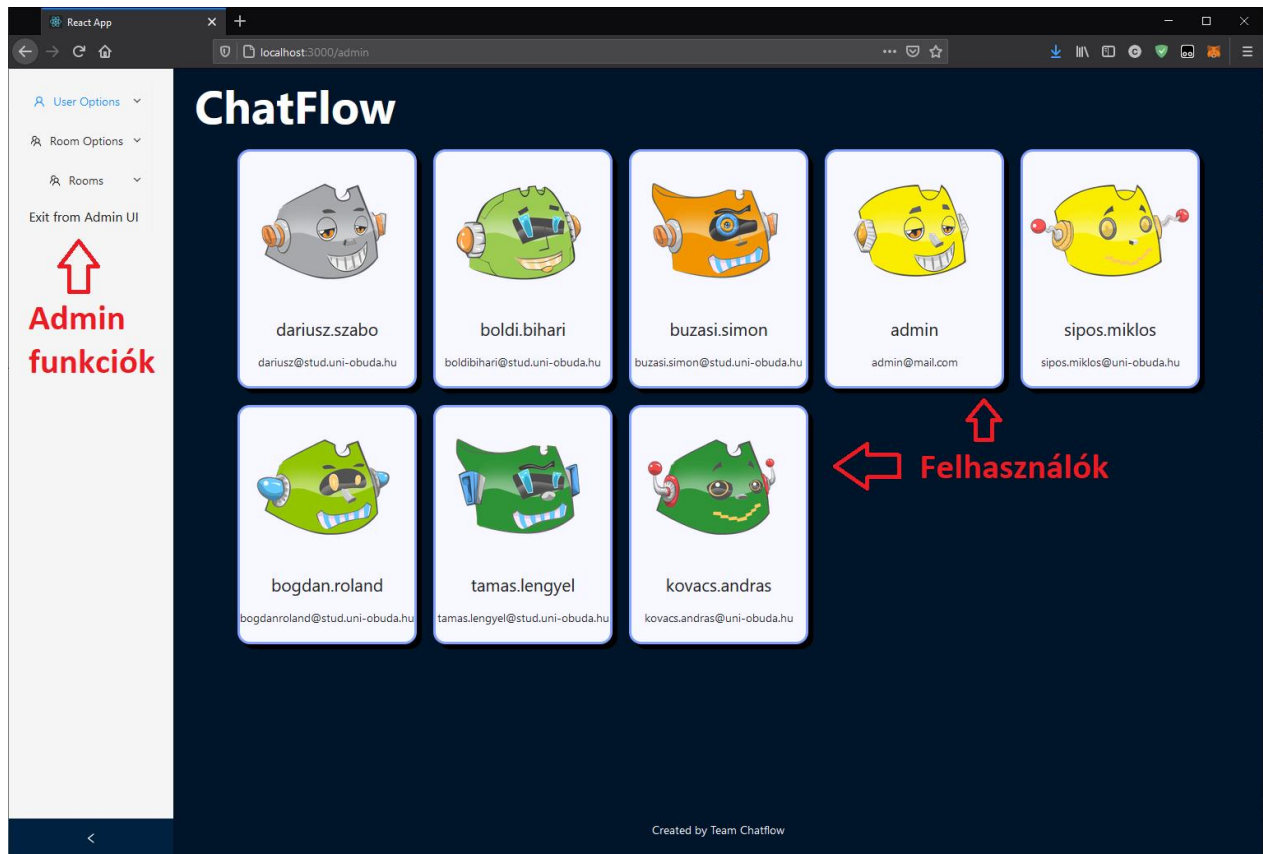 React App
localhost:3000/admin
User Options
Room Options
Rooms
Exit from Admin UI
Admin
funkciók
ChatFlow
dariusz.szabo
dariusz@stud.uni-obuda.hu
boldi.bihari
boldibihari@stud.uni-obuda.hu
buzasi.simon
buzasi.simon@stud.uni-obuda.hu
admin
admin@mail.com
sipos.miklos
sipos.miklos@uni-obuda.hu
Felhasználók
bogdan.roland
bogdanroland@stud.uni-obuda.hu
tamas.lengyel
tamas.lengyel@stud.uni-obuda.hu
kovacs.andras
kovacs.andras@uni-obuda.hu
Created by Team Chatflow